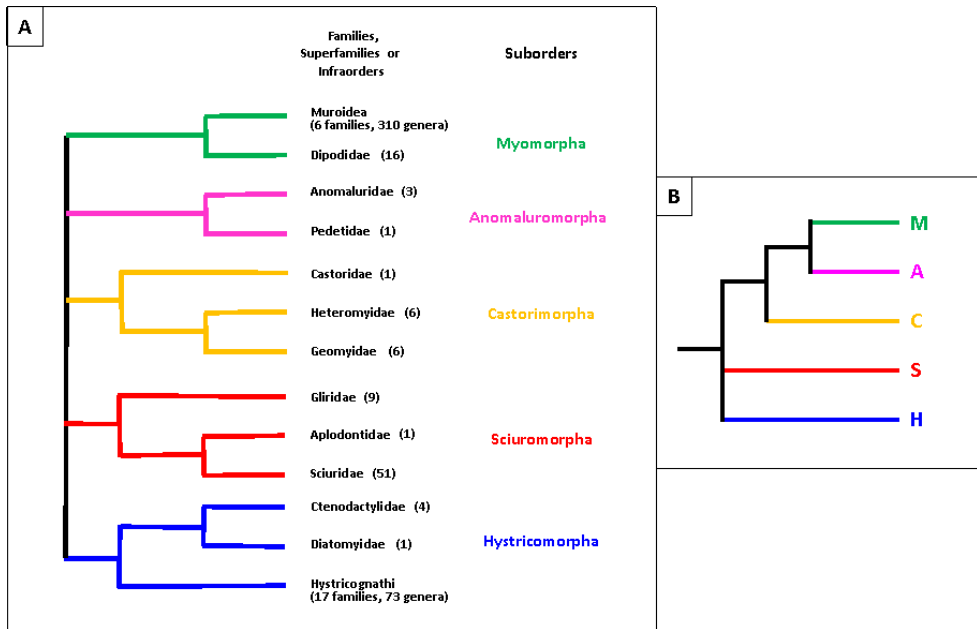 A
Families,
Superfamilies or
Infraorders
Suborders
Muroidea
(6 families, 310 genera)
Myomorpha
Dipodidae (16)
Anomaluridae (3)
Anomaluromorpha
Pedetidae (1)
Castoridae (1)
Heteromyidae (6)
Castorimorpha
Geomyidae (6)
Gliridae (9)
Aplodontidae (1)
Sciuromorpha
Sciuridae (51)
Ctenodactylidae (4)
Hystricomorpha
Diatomyidae (1)
Hystricognathi
(17 families, 73 genera)
B
M
A
C
S
H